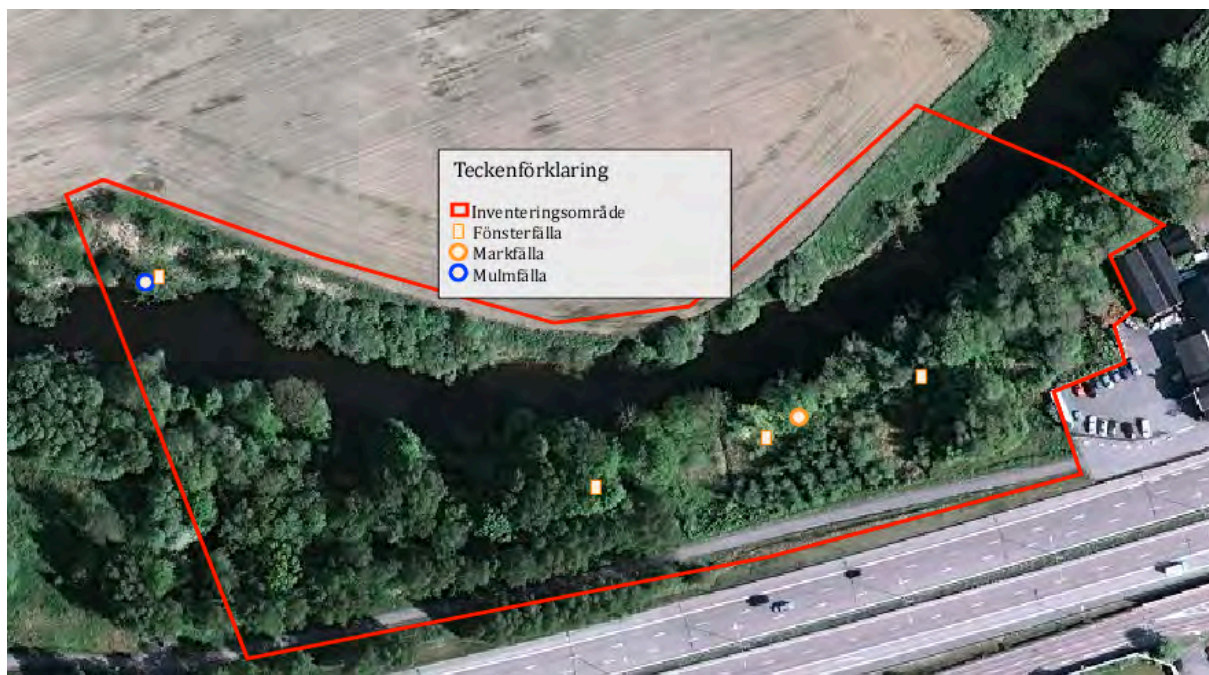 Teckenförklaring
Inventeringsområde
Fönsterfälla
Markfälla
Mulmfälla